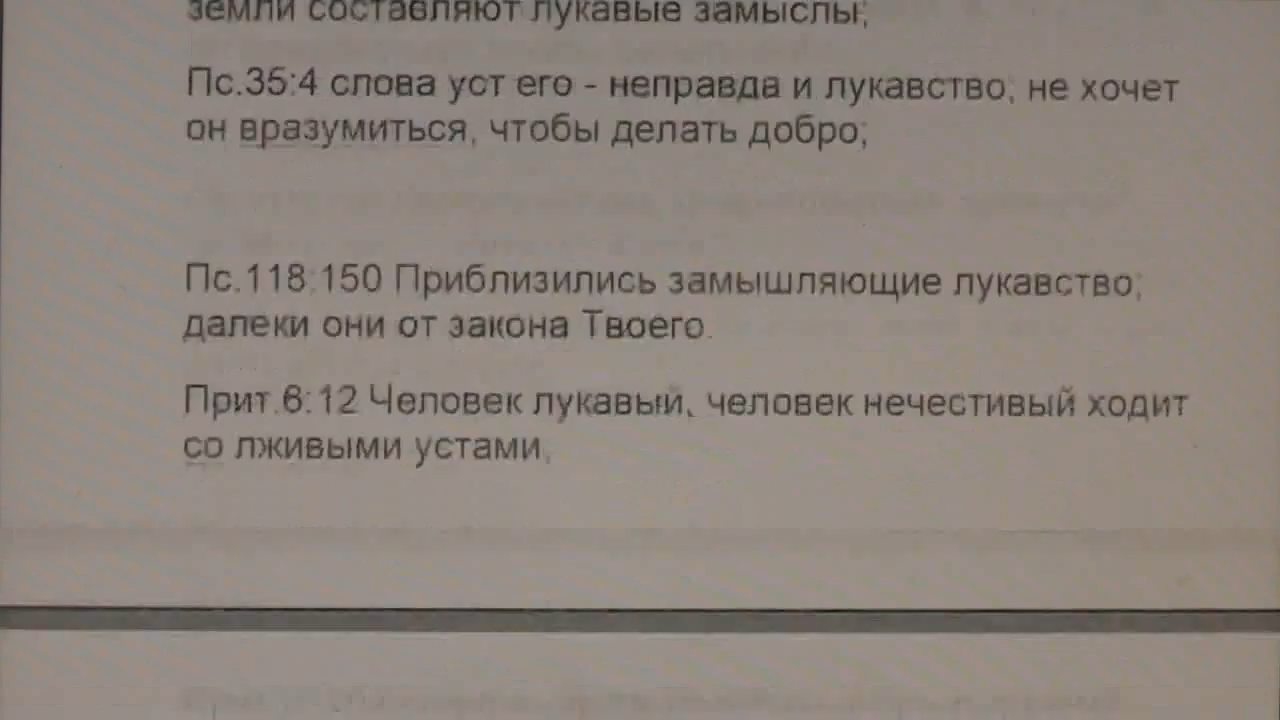 земли составляют лукавые замыслы;
Пс.35:4 слова уст его - неправда и лукавство; не хочет
он вразумиться, чтобы делать добро;
Пс.118:150 Приблизились замышляющие лукавство;
далеки они от закона Твоего.
Прит.6:12 Человек лукавый, человек нечестивый ходит
со лживыми устами,